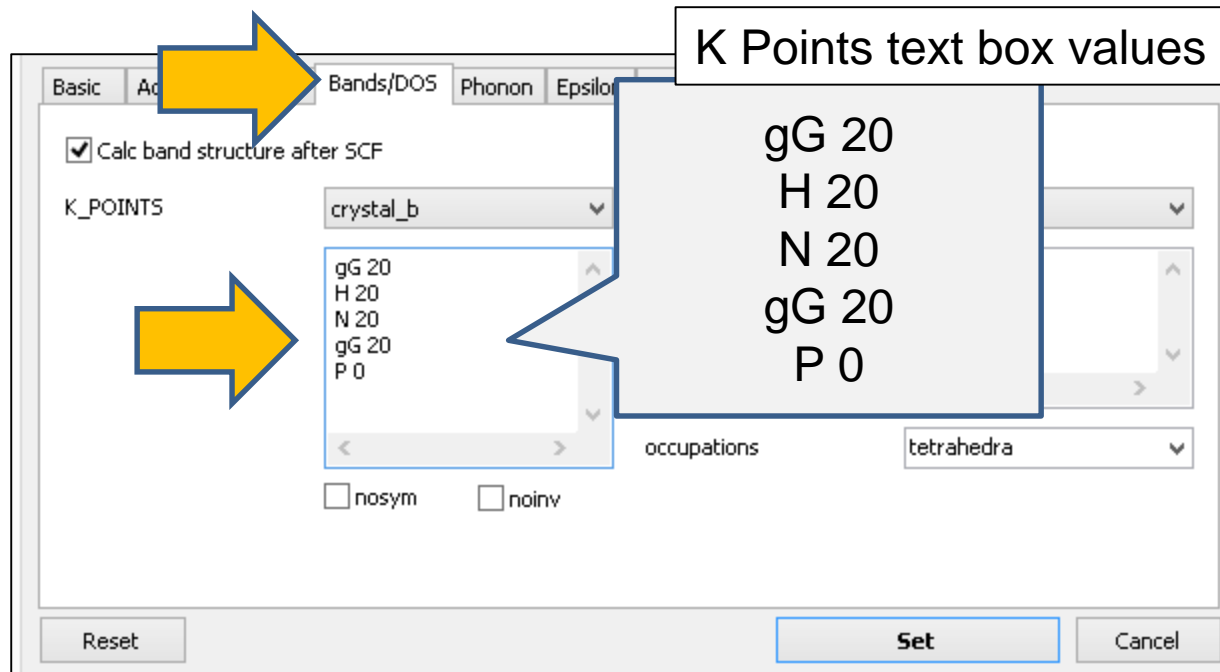 K Points text box values
Basic
Bands/DOS
Phonon
Calc band structure after SCF
K_POINTS
crystal_b
gG 20
H 20
N 20
gG 20
P 0
gG 20
H 20
N 20
gG 20
P 0
occupations
tetrahedra
nosym
noinv
Reset
Set
Cancel